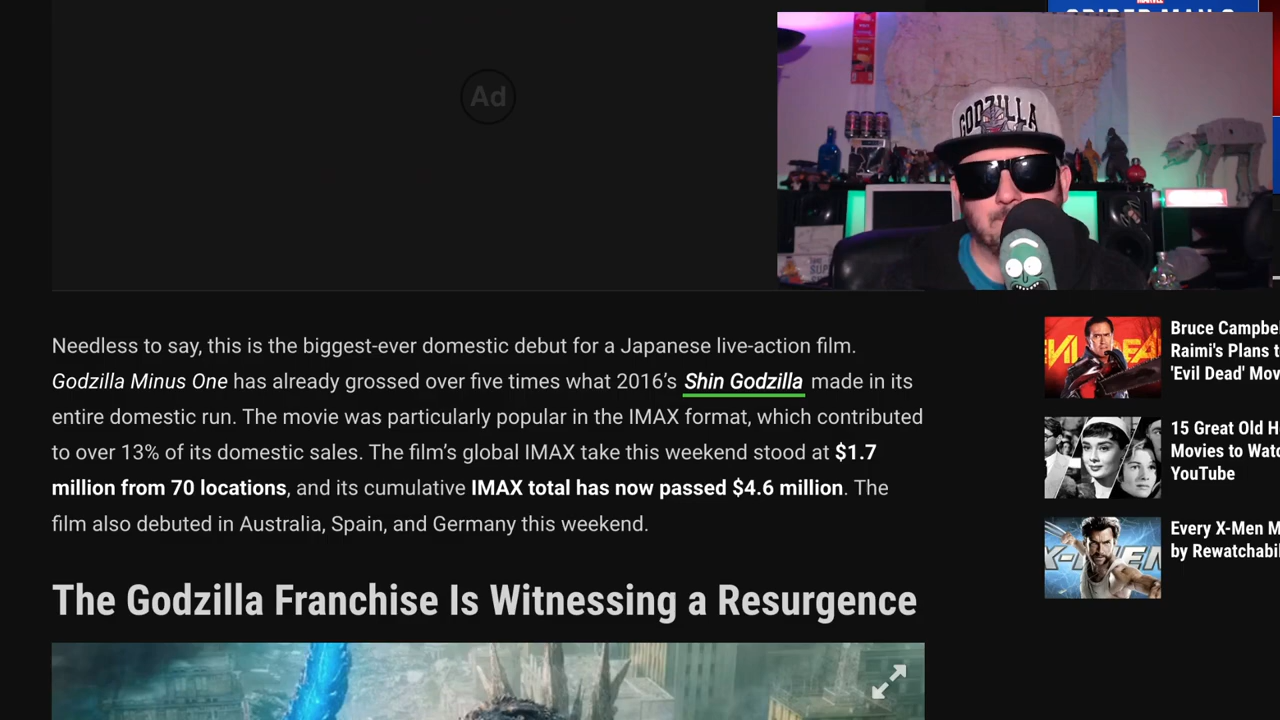 Ad
MARVEL
GODZILLA
Needless to say, this is the biggest-ever domestic debut for a Japanese live-action film.
Godzilla Minus One has already grossed over five times what 2016's Shin Godzilla made in its
entire domestic run. The movie was particularly popular in the IMAX format, which contributed
to over 13% of its domestic sales. The film's global IMAX take this weekend stood at $1.7
million from 70 locations, and its cumulative IMAX total has now passed $4.6 million. The
film also debuted in Australia, Spain, and Germany this weekend.
The Godzilla Franchise Is Witnessing a Resurgence
Bruce Campbe
Raimi's Plans t
'Evil Dead' Mov
15 Great Old H
Movies to Watc
YouTube
Every X-Men M
by Rewatchabil